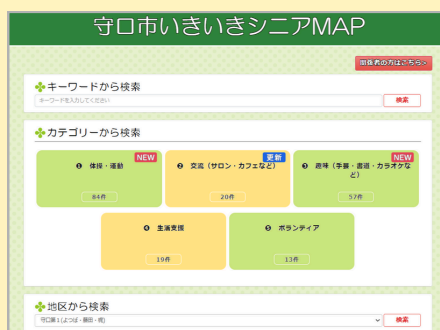 守口市いきいきシニアMAP
関係者の方はこちら>
キーワードから検索
キーワードを入力してください
検索
カテゴリーから検索
NEW
❶ 体操・運動
84件
更新
❷ 交流（サロン・カフェなど）
20件
NEW
❸ 趣味（手芸・書道・カラオケな
ど）
57件
❹ 生活支援
19件
❺ ボランティア
13件
地区から検索
守口第1(よつば・藤田・梶)
検索